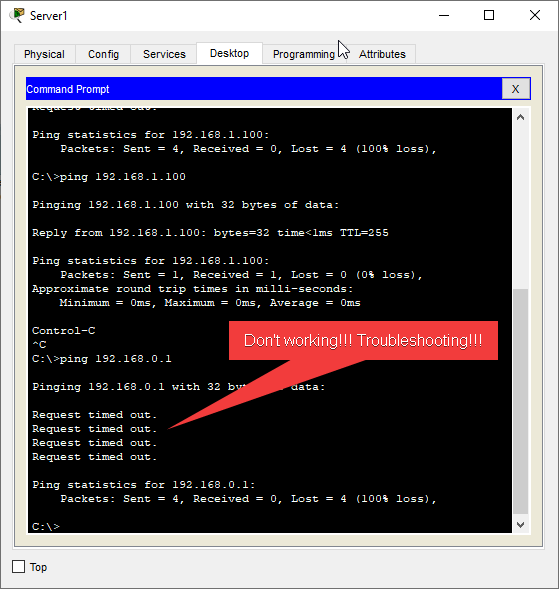 Server1
Physical Config Services Desktop Programming Attributes
Command Prompt X
Request timed out.
Ping statistics for 192.168.1.100:
Packets: Sent = 4, Received = 0, Lost = 4 (100% loss),
C:\>ping 192.168.1.100
Pinging 192.168.1.100 with 32 bytes of data:
Reply from 192.168.1.100: bytes=32 time<1ms TTL=255
Ping statistics for 192.168.1.100:
Packets: Sent = 1, Received = 1, Lost = 0 (0% loss),
Approximate round trip times in milli-seconds:
Minimum = 0ms, Maximum = 0ms, Average = 0ms
Control-C
^C
Don't working!!! Troubleshooting!!!
C:\>ping 192.168.0.1
Pinging 192.168.0.1 with 32 data:
Request timed out.
Request timed out.
Request timed out.
Request timed out.
Ping statistics for 192.168.0.1:
Packets: Sent = 4, Received = 0, Lost = 4 (100% loss),
C:\>
Top